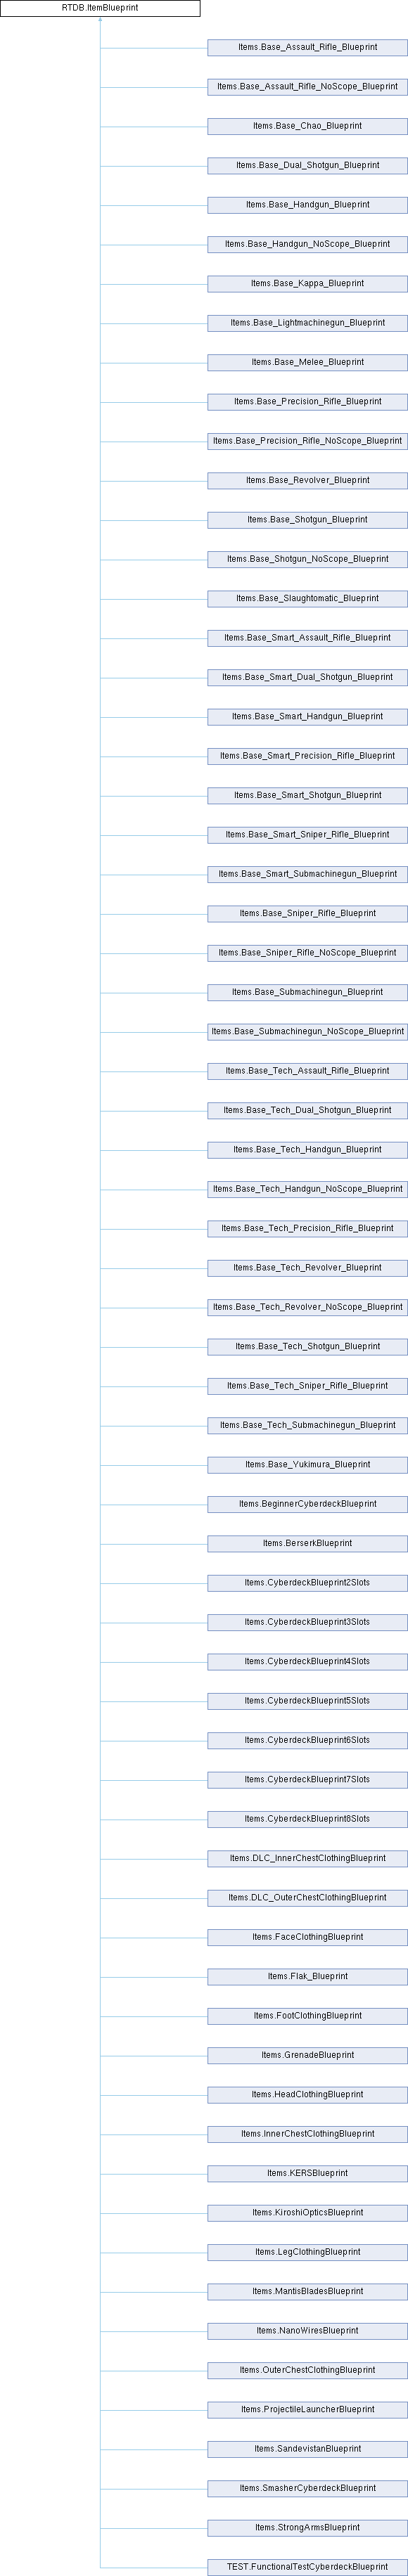 RTDB.ItemBlueprint
Items.Base_Assault_Rifle_Blueprint
Items.Base_Assault_Rifle_NoScope_Blueprint
Items.Base_Chao_Blueprint
Items.Base_Dual_Shotgun_Blueprint
Items.Base_Handgun_Blueprint
Items.Base_Handgun_NoScope_Blueprint
Items.Base_Kappa_Blueprint
Items.Base_Lightmachinegun_Blueprint
Items.Base_Melee_Blueprint
Items.Base_Precision_Rifle_Blueprint
Items.Base_Precision_Rifle_NoScope_Blueprint
Items.Base_Revolver_Blueprint
Items.Base_Shotgun_Blueprint
Items.Base_Shotgun_NoScope_Blueprint
Items.Base_Slaughtomatic_Blueprint
Items.Base_Smart_Assault_Rifle_Blueprint
Items.Base_Smart_Dual_Shotgun_Blueprint
Items.Base_Smart_Handgun_Blueprint
Items.Base_Smart_Precision_Rifle_Blueprint
Items.Base_Smart_Shotgun_Blueprint
Items.Base_Smart_Sniper_Rifle_Blueprint
Items.Base_Smart_Submachinegun_Blueprint
Items.Base_Sniper_Rifle_Blueprint
Items.Base_Sniper_Rifle_NoScope_Blueprint
Items.Base_Submachinegun_Blueprint
Items.Base_Submachinegun_NoScope_Blueprint
Items.Base_Tech_Assault_Rifle_Blueprint
Items.Base_Tech_Dual_Shotgun_Blueprint
Items.Base_Tech_Handgun_Blueprint
Items.Base_Tech_Handgun_NoScope_Blueprint
Items.Base_Tech_Precision_Rifle_Blueprint
Items.Base_Tech_Revolver_Blueprint
Items.Base_Tech_Revolver_NoScope_Blueprint
Items.Base_Tech_Shotgun_Blueprint
Items.Base_Tech_Sniper_Rifle_Blueprint
Items.Base_Tech_Submachinegun_Blueprint
Items.Base_Yukimura_Blueprint
Items.BeginnerCyberdeckBlueprint
Items.BerserkBlueprint
Items.CyberdeckBlueprint2Slots
Items.CyberdeckBlueprint3Slots
Items.CyberdeckBlueprint4Slots
Items.CyberdeckBlueprint5Slots
Items.CyberdeckBlueprint6Slots
Items.CyberdeckBlueprint7Slots
Items.CyberdeckBlueprint8Slots
Items.DLC_InnerChestClothingBlueprint
Items.DLC_OuterChestClothingBlueprint
Items.FaceClothingBlueprint
Items.Flak_Blueprint
Items.FootClothingBlueprint
Items.GrenadeBlueprint
Items.HeadClothingBlueprint
Items.InnerChestClothingBlueprint
Items.KERSBlueprint
Items.KiroshiOpticsBlueprint
Items.LegClothingBlueprint
Items.MantisBladesBlueprint
Items.NanoWiresBlueprint
Items.OuterChestClothingBlueprint
Items.ProjectileLauncherBlueprint
Items.SandevistanBlueprint
Items.SmasherCyberdeckBlueprint
Items.StrongArmsBlueprint
TEST.FunctionalTestCyberdeckBlueprint